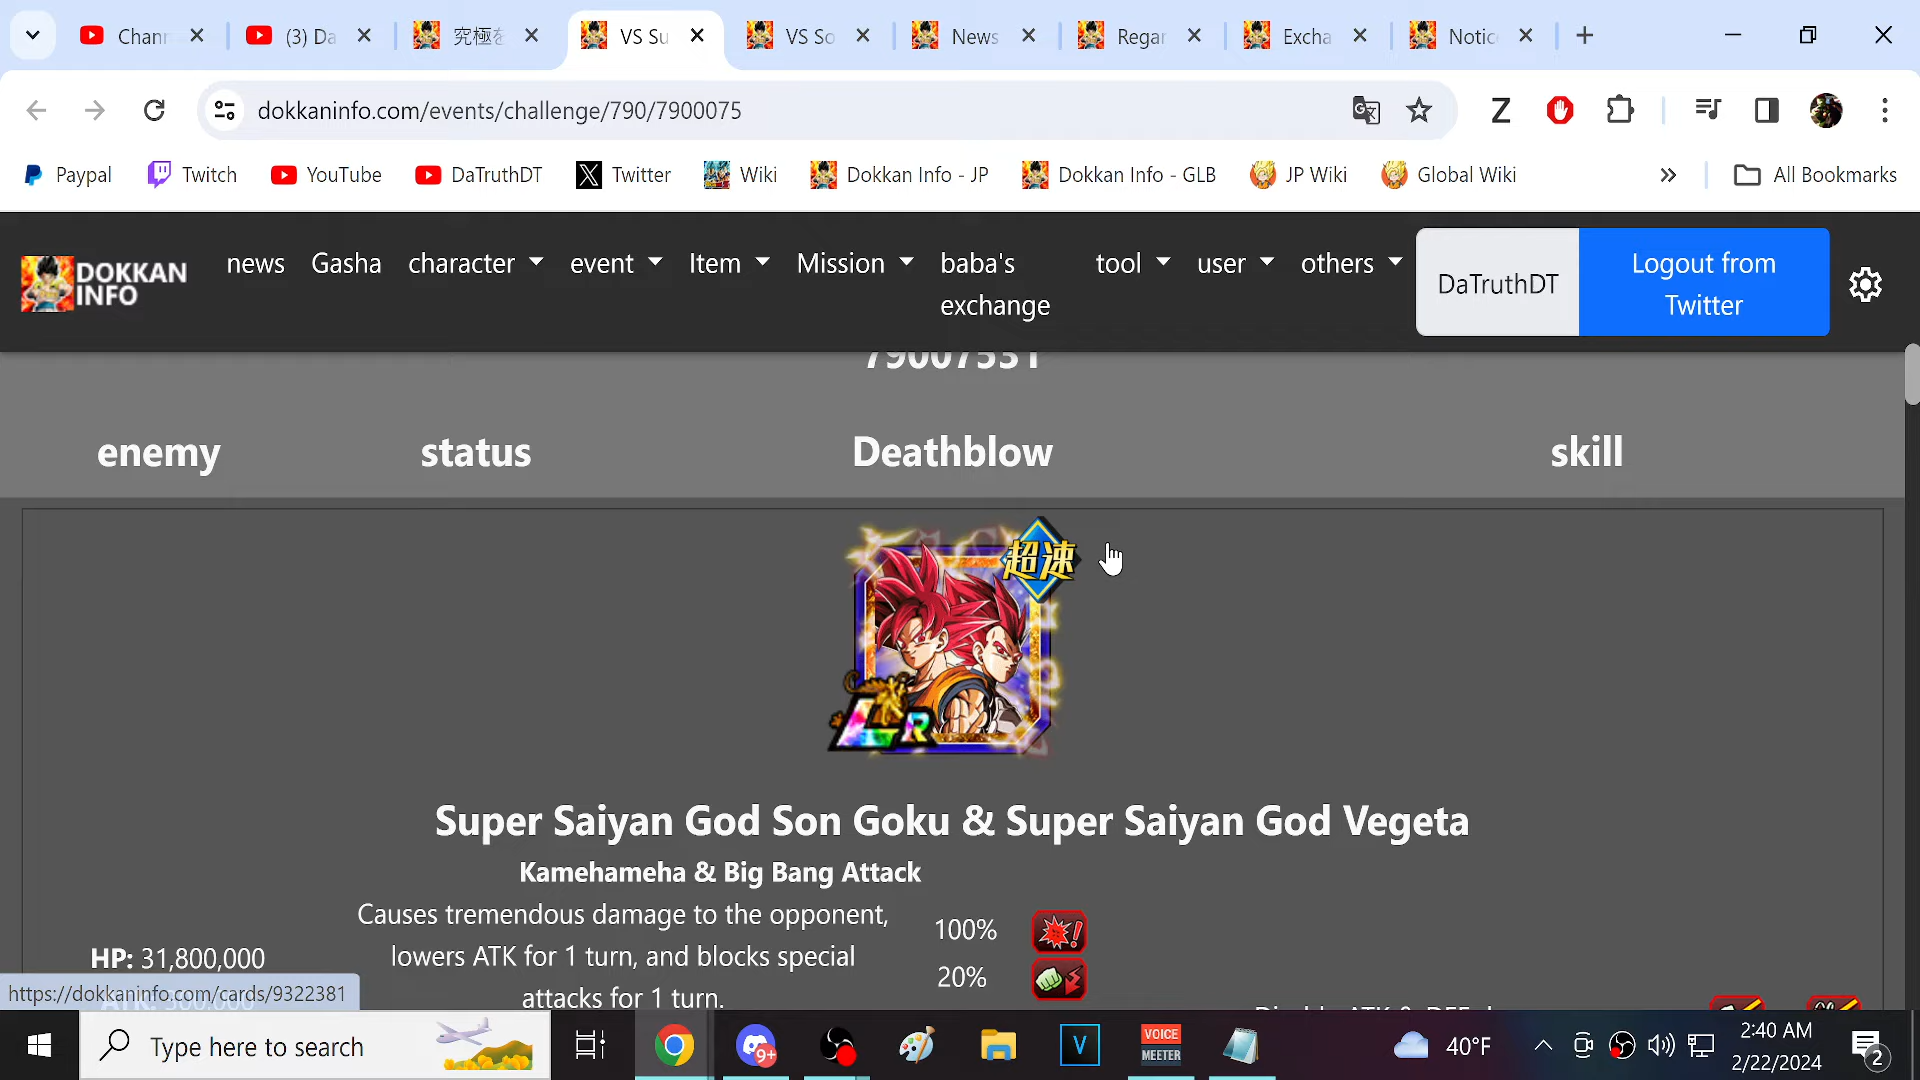 Chann
(3) Da
究極を
VS Su
VS So
News
Regar
Excha
Notic
dokkaninfo.com/events/challenge/790/7900075
Paypal
Twitch
YouTube
DaTruthDT
Twitter
Wiki
Dokkan Info - JP
Dokkan Info - GLB
JP Wiki
Global Wiki
All Bookmarks
DOKKAN INFO
news
Gasha
character
event
Item
Mission
baba's exchange
tool
user
others
DaTruthDT
Logout from Twitter
79007531
enemy
status
Deathblow
skill
超速
LR
Super Saiyan God Son Goku & Super Saiyan God Vegeta
Kamehameha & Big Bang Attack
Causes tremendous damage to the opponent,
lowers ATK for 1 turn, and blocks special
attacks for 1 turn.
100%
20%
HP: 31,800,000
https://dokkaninfo.com/cards/9322381
Type here to search
9+
V
VOICE MEETER
40°F
2:40 AM
2/22/2024
2